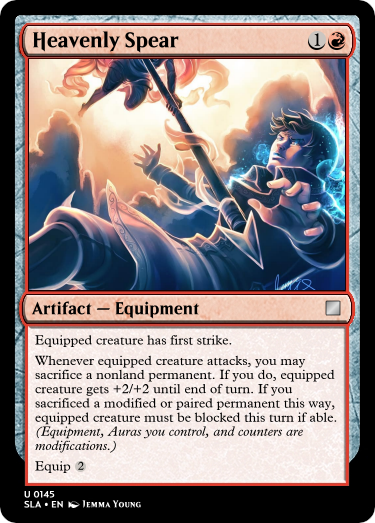 Heavenly Spear 1
Artifact — Equipment
Equipped creature has first strike.
Whenever equipped creature attacks, you may
sacrifice a nonland permanent. If you do, equipped
creature gets +2/+2 until end of turn. If you
sacrificed a modified or paired permanent this way,
equipped creature must be blocked this turn if able.
(Equipment, Auras you control, and counters are
modifications.)
Equip 2
U 0145
SLA • EN Jemma Young